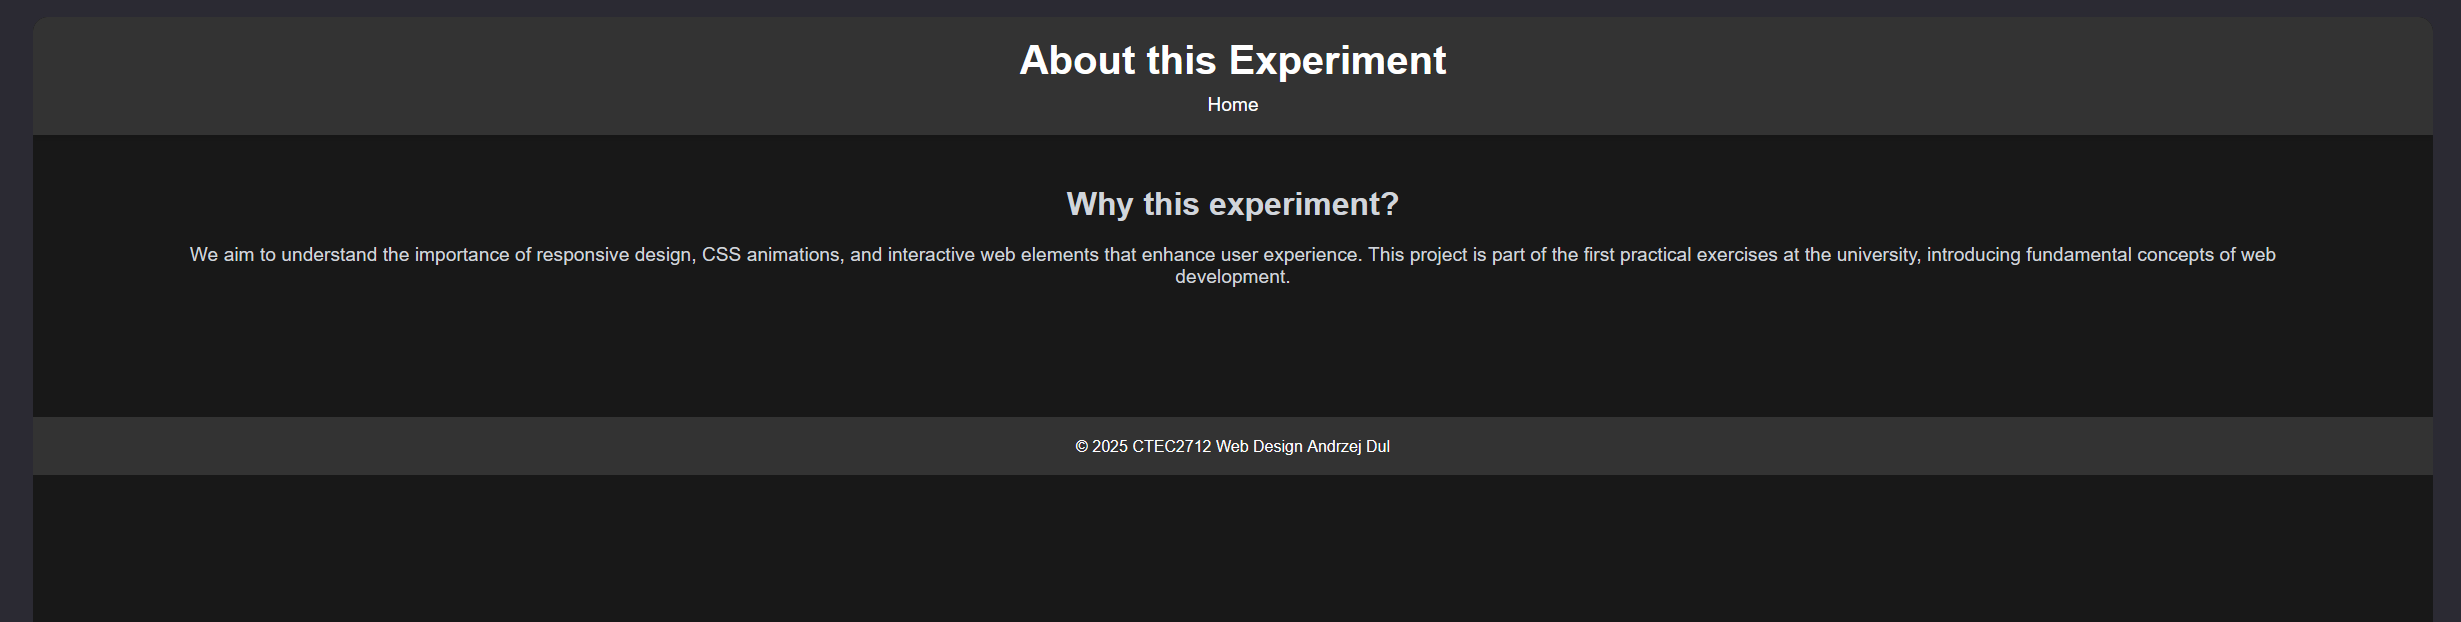 About this Experiment
Home
Why this experiment?
We aim to understand the importance of responsive design, CSS animations, and interactive web elements that enhance user experience. This project is part of the first practical exercises at the university, introducing fundamental concepts of web
development.
© 2025 CTEC2712 Web Design Andrzej Dul